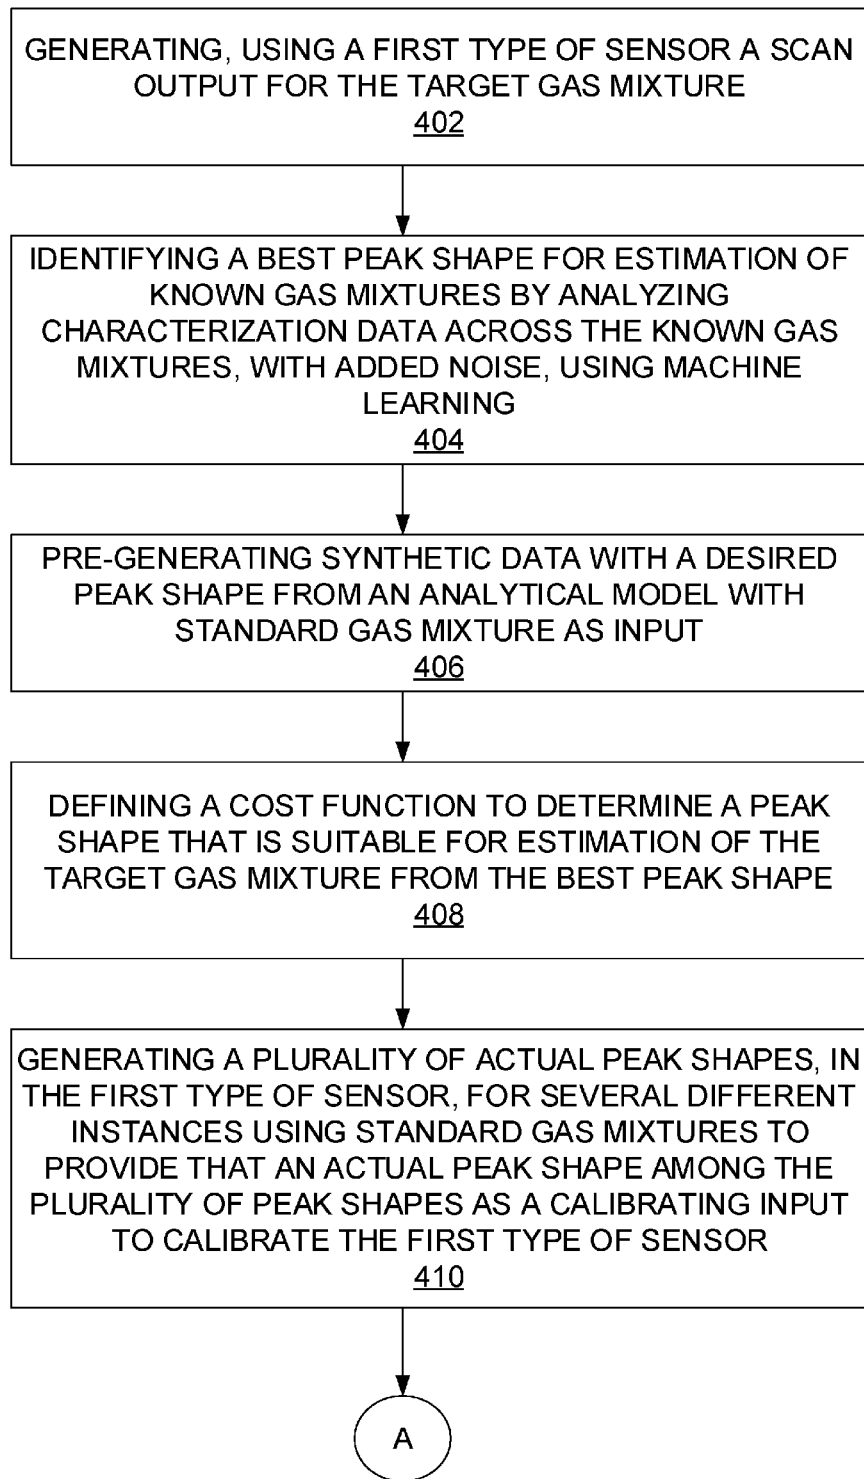 GENERATING, USING A FIRST TYPE OF SENSOR A SCAN
OUTPUT FOR THE TARGET GAS MIXTURE
402
IDENTIFYING A BEST PEAK SHAPE FOR ESTIMATION OF
KNOWN GAS MIXTURES BY ANALYZING
CHARACTERIZATION DATA ACROSS THE KNOWN GAS
MIXTURES, WITH ADDED NOISE, USING MACHINE
LEARNING
404
PRE-GENERATING SYNTHETIC DATA WITH A DESIRED
PEAK SHAPE FROM AN ANALYTICAL MODEL WITH
STANDARD GAS MIXTURE AS INPUT
406
DEFINING A COST FUNCTION TO DETERMINE A PEAK
SHAPE THAT IS SUITABLE FOR ESTIMATION OF THE
TARGET GAS MIXTURE FROM THE BEST PEAK SHAPE
408
GENERATING A PLURALITY OF ACTUAL PEAK SHAPES, IN
THE FIRST TYPE OF SENSOR, FOR SEVERAL DIFFERENT
INSTANCES USING STANDARD GAS MIXTURES TO
PROVIDE THAT AN ACTUAL PEAK SHAPE AMONG THE
PLURALITY OF PEAK SHAPES AS A CALIBRATING INPUT
TO CALIBRATE THE FIRST TYPE OF SENSOR
410
A